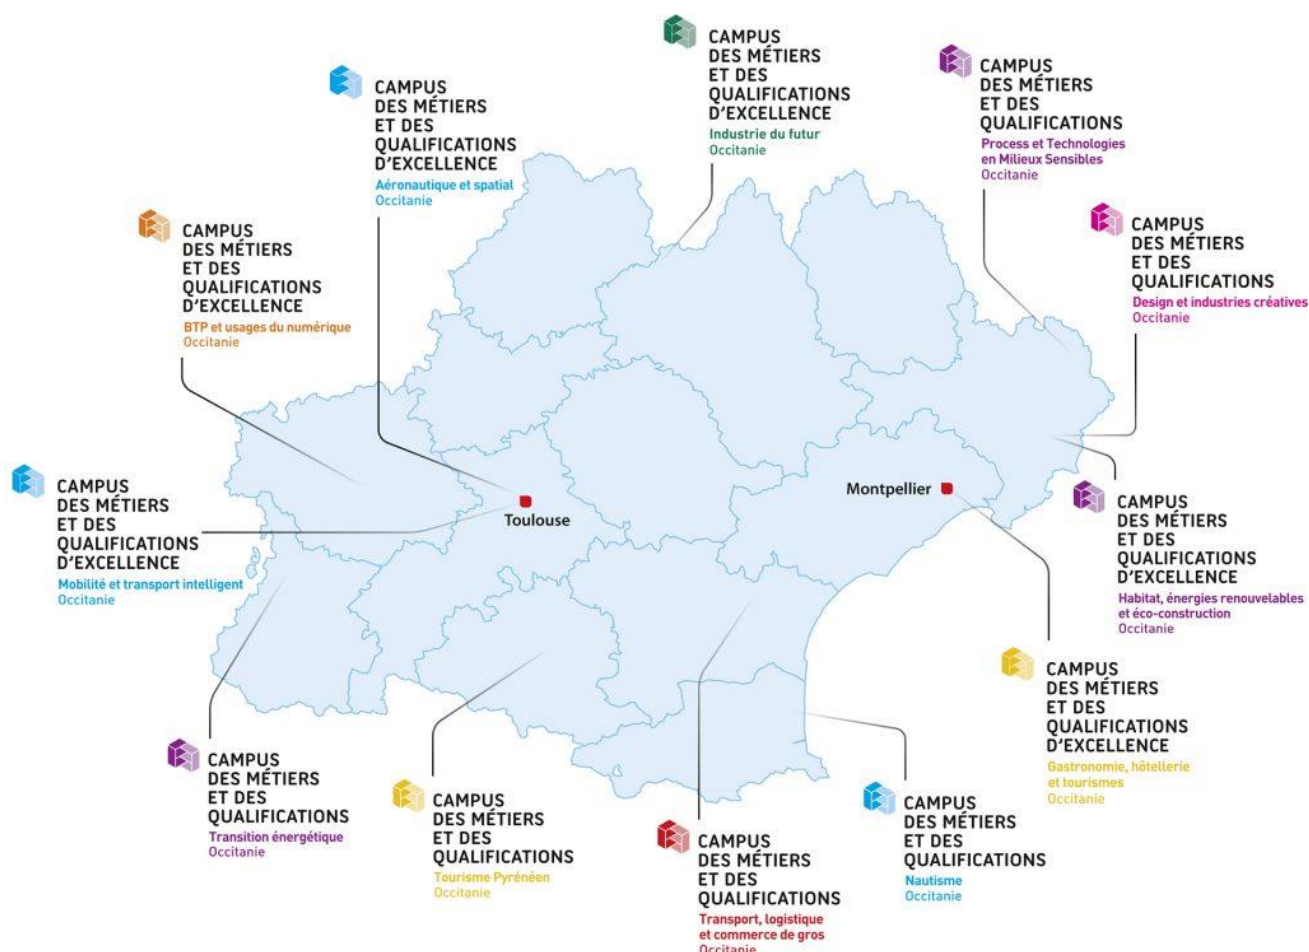 CAMPUS
DES MÉTIERS
ET DES
QUALIFICATIONS
D'EXCELLENCE
Industrie du futur
Occitanie
CAMPUS
DES MÉTIERS
ET DES
QUALIFICATIONS
Process et Technologies
en Milieux Sensibles
Occitanie
CAMPUS
DES MÉTIERS
ET DES
QUALIFICATIONS
D'EXCELLENCE
Aéronautique et spatial
Occitanie
CAMPUS
DES MÉTIERS
ET DES
QUALIFICATIONS
Design et industries créatives
Occitanie
CAMPUS
DES MÉTIERS
ET DES
QUALIFICATIONS
D'EXCELLENCE
BTP et usages du numérique
Occitanie
CAMPUS
DES MÉTIERS
ET DES
QUALIFICATIONS
D'EXCELLENCE
Mobilité et transport intelligent
Occitanie
Toulouse
Montpellier
CAMPUS
DES MÉTIERS
ET DES
QUALIFICATIONS
D'EXCELLENCE
Habitat, énergies renouvelables
et éco-construction
Occitanie
CAMPUS
DES MÉTIERS
ET DES
QUALIFICATIONS
D'EXCELLENCE
Gastronomie, hôtellerie
et tourismes
Occitanie
CAMPUS
DES MÉTIERS
ET DES
QUALIFICATIONS
Transition énergétique
Occitanie
CAMPUS
DES MÉTIERS
ET DES
QUALIFICATIONS
Tourisme Pyrénéen
Occitanie
CAMPUS
DES MÉTIERS
ET DES
QUALIFICATIONS
Transport, logistique
et commerce de gros
Occitanie
CAMPUS
DES MÉTIERS
ET DES
QUALIFICATIONS
Nautisme
Occitanie